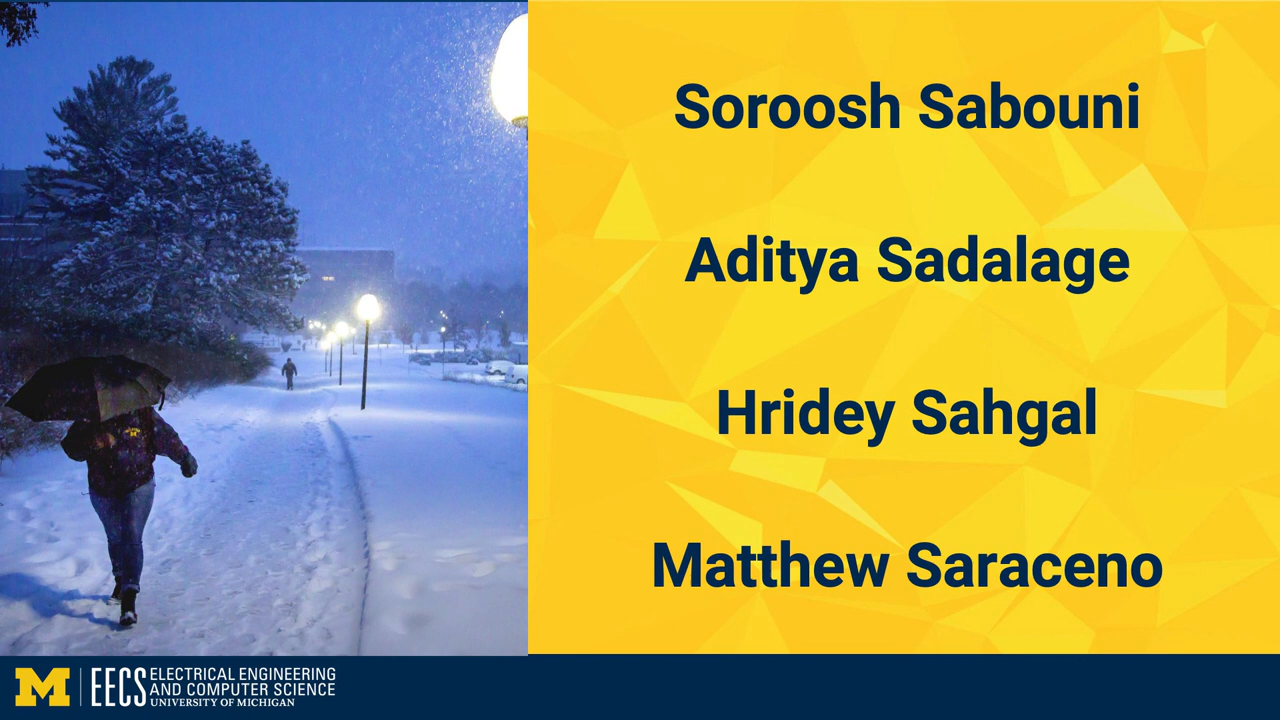 Soroosh Sabouni
Aditya Sadalage
Hridey Sahgal
Matthew Saraceno
M
EECS
ELECTRICAL ENGINEERING
AND COMPUTER SCIENCE
UNIVERSITY OF MICHIGAN